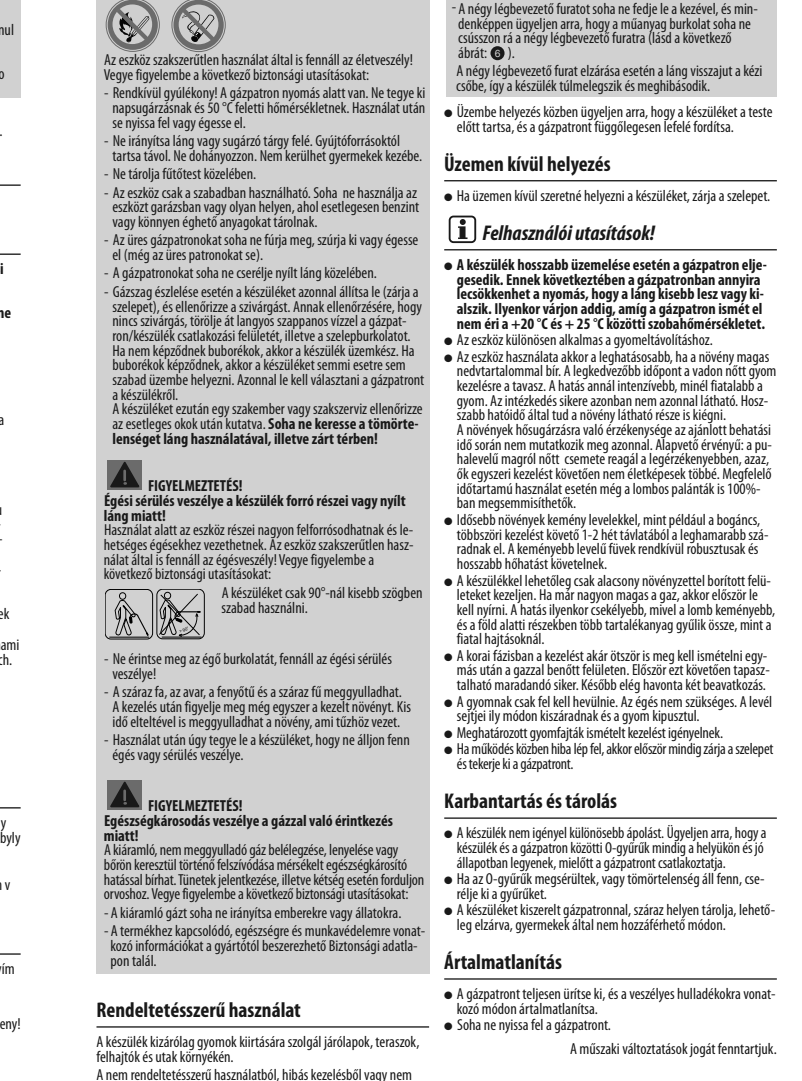 nul
o
.
i
ne
a
u
ek
ami
ch.
y
byly
n v
vím
eny!
Az eszköz szakszerűtlen használat által is fennáll az életveszély!
Vegye figyelembe a következő biztonsági utasításokat:
- Rendkívül gyúlékony! A gázpatron nyomás alatt van. Ne tegye ki
napsugárzásnak és 50 °C feletti hőmérsékletnek. Használat után
se nyissa fel vagy égesse el.
- Ne irányítsa láng vagy sugárzó tárgy felé. Gyújtóforrásoktól
tartsa távol. Ne dohányozzon. Nem kerülhet gyermekek kezébe.
- Ne tárolja fűtőtest közelében.
- Az eszköz csak a szabadban használható. Soha  ne használja az
eszközt garázsban vagy olyan helyen, ahol esetlegesen benzint
vagy könnyen éghető anyagokat tárolnak.
- Az üres gázpatronokat soha ne fúrja meg, szúrja ki vagy égesse
el (még az üres patronokat se).
- A gázpatronokat soha ne cserélje nyílt láng közelében.
- Gázszag észlelése esetén a készüléket azonnal állítsa le (zárja a
szelepet), és ellenőrizze a szivárgást. Annak ellenőrzésére, hogy
nincs szivárgás, törölje át langyos szappanos vízzel a gázpat-
ron/készülék csatlakozási felületét, illetve a szelepburkolatot.
Ha nem képződnek buborékok, akkor a készülék üzemkész. Ha
buborékok képződnek, akkor a készüléket semmi esetre sem
szabad üzembe helyezni. Azonnal le kell választani a gázpatront
a készülékről.
A készüléket ezután egy szakember vagy szakszerviz ellenőrizze
az esetleges okok után kutatva. Soha ne keresse a tömörte-
lenséget láng használatával, illetve zárt térben!
FIGYELMEZTETÉS!
Égési sérülés veszélye a készülék forró részei vagy nyílt
láng miatt!
Használat alatt az eszköz részei nagyon felforrósodhatnak és le-
hetséges égésekhez vezethetnek. Az eszköz szakszerűtlen hasz-
nálat által is fennáll az égésveszély! Vegye figyelembe a
következő biztonsági utasításokat:
A készüléket csak 90°-nál kisebb szögben
szabad használni.
- Ne érintse meg az égő burkolatát, fennáll az égési sérülés
veszélye!
- A száraz fa, az avar, a fenyőtű és a száraz fű meggyulladhat.
A kezelés után figyelje meg még egyszer a kezelt növényt. Kis
idő elteltével is meggyulladhat a növény, ami tűzhöz vezet.
- Használat után úgy tegye le a készüléket, hogy ne álljon fenn
égés vagy sérülés veszélye.
FIGYELMEZTETÉS!
Egészségkárosodás veszélye a gázzal való érintkezés
miatt!
A kiáramló, nem meggyulladó gáz belélegzése, lenyelése vagy
bőrön keresztül történő felszívódása mérsékelt egészségkárosító
hatással bírhat. Tünetek jelentkezése, illetve kétség esetén forduljon
orvoshoz. Vegye figyelembe a következő biztonsági utasításokat:
- A kiáramló gázt soha ne irányítsa emberekre vagy állatokra.
- A termékhez kapcsolódó, egészségre és munkavédelemre vonat-
kozó információkat a gyártótól beszerezhető Biztonsági adatla-
pon talál.
Rendeltetésszerű használat
A készülék kizárólag gyomok kiirtására szolgál járólapok, teraszok,
felhajtók és utak környékén.
A nem rendeltetésszerű használatból, hibás kezelésből vagy nem
- A négy légbevezető furatot soha ne fedje le a kezével, és min-
denképpen ügyeljen arra, hogy a műanyag burkolat soha ne
csússzon rá a négy légbevezető furatra (lásd a következő
ábrát: 6 ).
A négy légbevezető furat elzárása esetén a láng visszajut a kézi
csőbe, így a készülék túlmelegszik és meghibásodik.
● Üzembe helyezés közben ügyeljen arra, hogy a készüléket a teste
előtt tartsa, és a gázpatront függőlegesen lefelé fordítsa.
Üzemen kívül helyezés
● Ha üzemen kívül szeretné helyezni a készüléket, zárja a szelepet.
i Felhasználói utasítások!
● A készülék hosszabb üzemelése esetén a gázpatron elje-
gesedik. Ennek következtében a gázpatronban annyira
lecsökkenhet a nyomás, hogy a láng kisebb lesz vagy ki-
alszik el. Ilyenkor várjon addig, amíg a gázpatron ismét el
nem éri a +20 °C és + 25 °C közötti szobahőmérsékletet.
● Az eszköz különösen alkalmas a gyomeltávolításhoz.
● Az eszköz használata akkor a leghatásosabb, ha a növény magas
nedvtartalommal bír. A legkedvezőbb időpont a vadon nőtt gyom
kezelésre a tavasz. A hatás annál intenzívebb, minél fiatalabb a
gyom. Az intézkedés sikere azonban nem azonnal látható. Hosz-
szabb hatóidő által tud a növény látható része is kiégni.
A növények hősugárzásra való érzékenysége az ajánlott behatási
idő során nem mutatkozik meg azonnal. Alapvető érvényű: a pu-
halevelű magról nőtt  csemete reagál a legérzékenyebben, azaz,
ők egyszeri kezelést követően nem életképesek többé. Megfelelő
időtartamú használat esetén még a lombos palánták is 100%-
ban megsemmisíthetők.
● Idősebb növények kemény levelekkel, mint például a bogáncs,
többszöri kezelést követő 1-2 hét távlatából a leghamarabb szá-
radnak el. A keményebb levelű füvek rendkívül robusztusak és
hosszabb hőhatást követelnek.
● A készülékkel lehetőleg csak alacsony növényzettel borított felü-
leteket kezeljen. Ha már nagyon magas a gaz, akkor először le
kell nyírni. A hatás ilyenkor csekélyebb, mivel a lomb keményebb,
és a föld alatti részekben több tartalékanyag gyűlik össze, mint a
fiatal hajtásoknál.
● A korai fázisban a kezelést akár ötször is meg kell ismételni egy-
más után a gazzal benőtt felületen. Először ezt követően tapasz-
talható maradandó siker. Később elég havonta két beavatkozás.
● A gyomnak csak fel kell hevülnie. Az égés nem szükséges. A levél
sejtjei ily módon kiszáradnak és a gyom kipusztul.
● Meghatározott gyomfajták ismételt kezelést igényelnek.
● Ha működés közben hiba lép fel, akkor először mindig zárja a szelepet
és tekerje ki a gázpatront.
Karbantartás és tárolás
● A készülék nem igényel különösebb ápolást. Ügyeljen arra, hogy a
készülék és a gázpatron közötti O-gyűrűk mindig a helyükön és jó
állapotban legyenek, mielőtt a gázpatront csatlakoztatja.
● Ha az O-gyűrűk megsérültek, vagy tömörtelenség áll fenn, cse-
rélje ki a gyűrűket.
● A készüléket kiszerelt gázpatronnal, száraz helyen tárolja, lehető-
leg elzárva, gyermekek által nem hozzáférhető módon.
Ártalmatlanítás
● A gázpatront teljesen ürítse ki, és a veszélyes hulladékokra vonat-
kozó módon ártalmatlanítsa.
● Soha ne nyissa fel a gázpatront.
A műszaki változtatások jogát fenntartjuk.